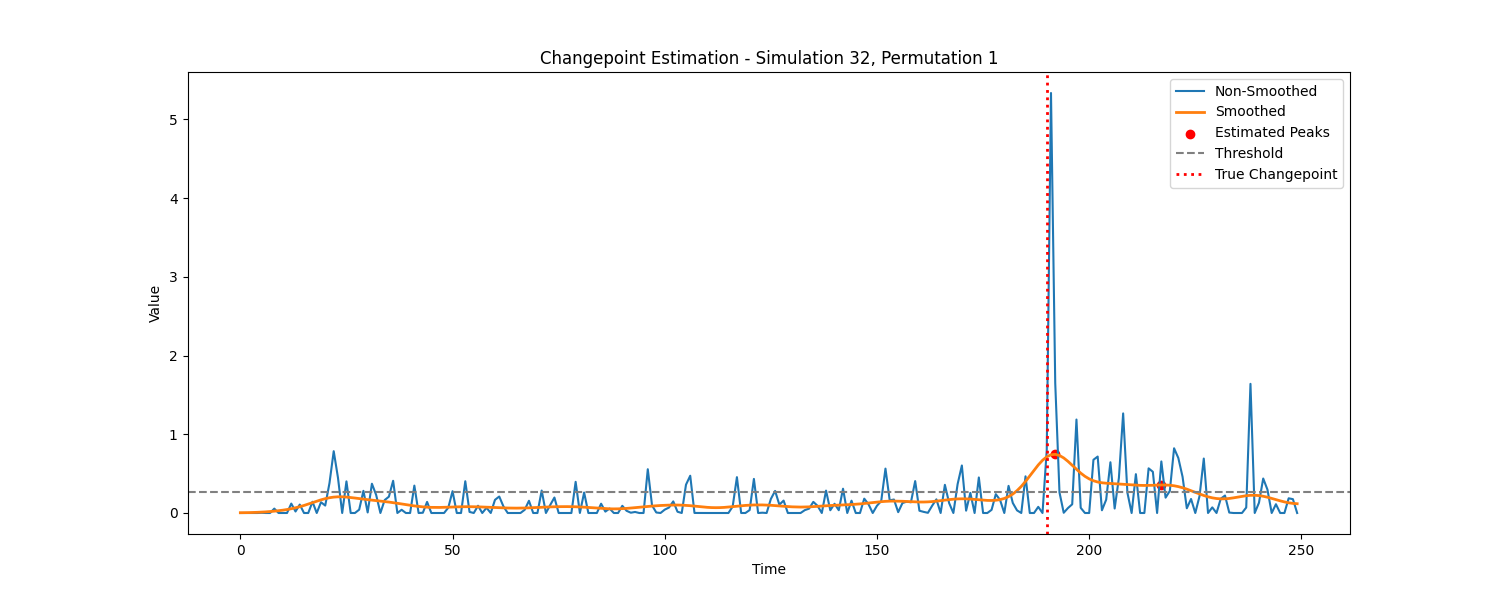 Changepoint Estimation - Simulation 32, Permutation 1
Non-Smoothed
Smoothed
Estimated Peaks
Threshold
True Changepoint
5
4
3
2
1
0
Value
0
50
100
150
200
250
Time